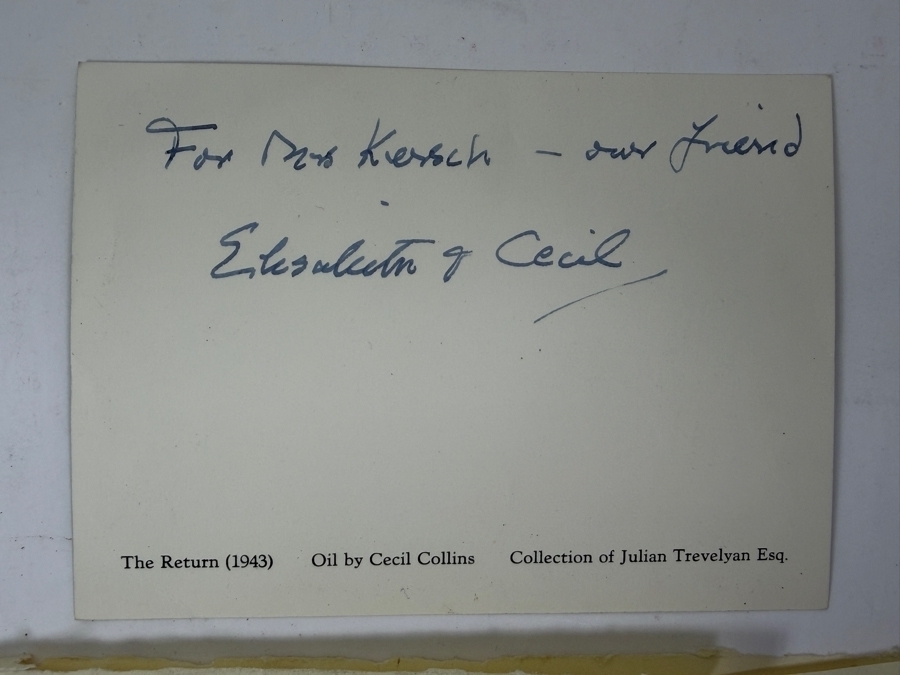 For Mrs Kersch – our friend
Elisabeth & Cecil
The Return (1943) Oil by Cecil Collins Collection of Julian Trevelyan Esq.